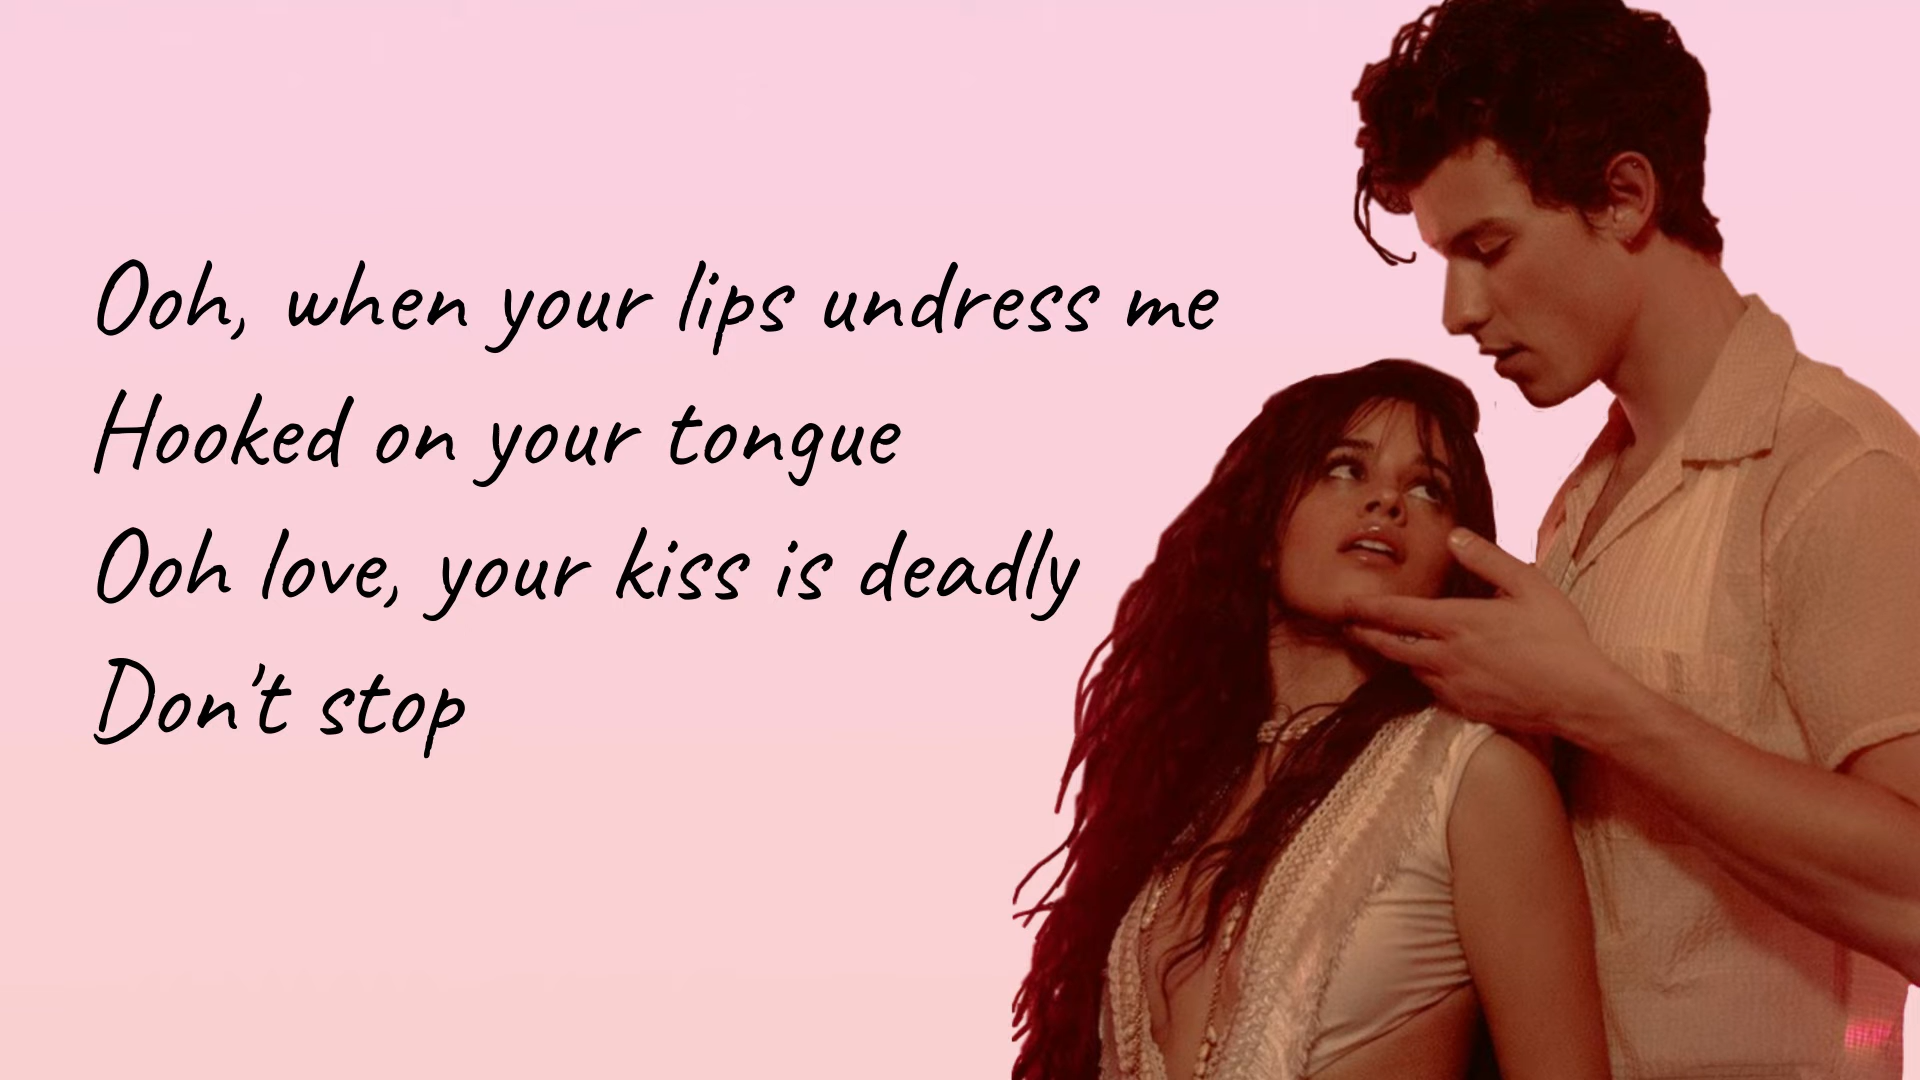 Ooh, when your lips undress me
Hooked on your tongue
Ooh love, your kiss is deadly
Don't stop